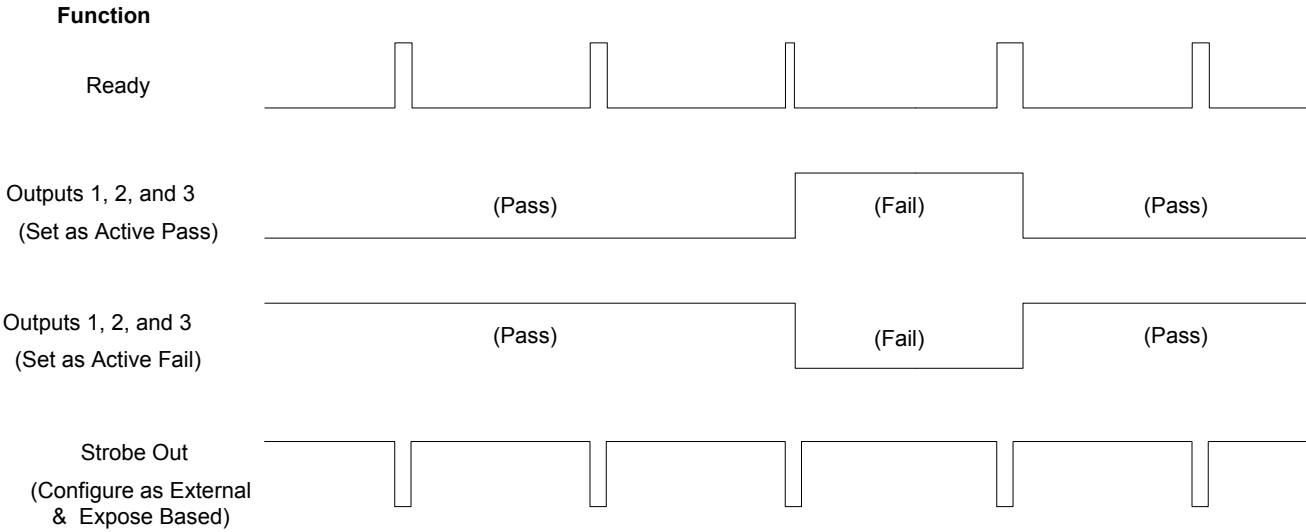 Function
Ready
Outputs 1, 2, and 3
(Set as Active Pass)
(Pass)
(Fail)
(Pass)
Outputs 1, 2, and 3
(Set as Active Fail)
(Pass)
(Fail)
(Pass)
Strobe Out
(Configure as External
& Expose Based)